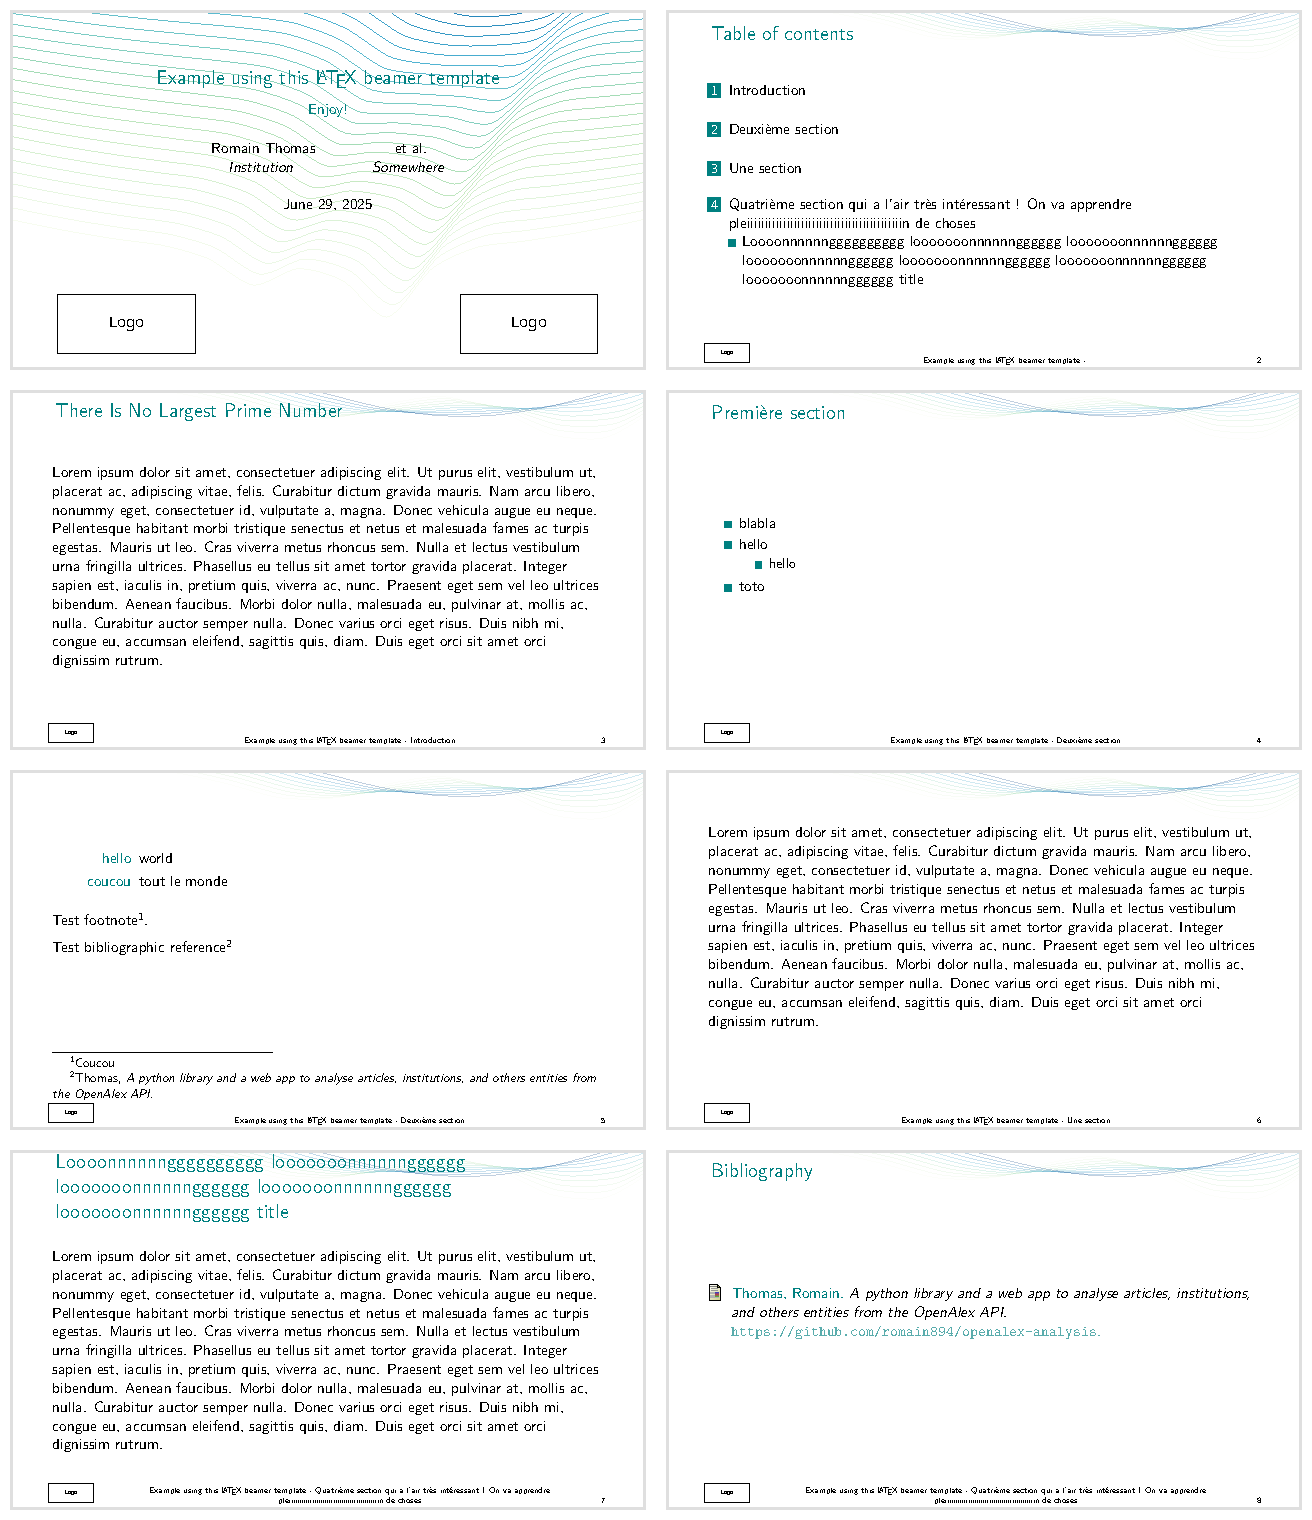 Example using this LATEX beamer template
Enjoy!
Romain Thomas et al.
Institution Somewhere
June 29, 2025
Logo Logo
Table of contents
1 Introduction
2 Deuxième section
3 Une section
4 Quatrième section qui a l'air très intéressant ! On va apprendre
de choses
title
Logo Example using this LATEX beamer template - 2
There Is No Largest Prime Number
Lorem ipsum dolor sit amet, consectetuer adipiscing elit. Ut purus elit, vestibulum ut,
placerat ac, adipiscing vitae, felis. Curabitur dictum gravida mauris. Nam arcu libero,
nonummy eget, consectetuer id, vulputate a, magna. Donec vehicula augue eu neque.
Pellentesque habitant morbi tristique senectus et netus et malesuada fames ac turpis
egestas. Mauris ut leo. Cras viverra metus rhoncus sem. Nulla et lectus vestibulum
urna fringilla ultrices. Phasellus eu tellus sit amet tortor gravida placerat. Integer
sapien est, iaculis in, pretium quis, viverra ac, nunc. Praesent eget sem vel leo ultrices
bibendum. Aenean faucibus. Morbi dolor nulla, malesuada eu, pulvinar at, mollis ac,
nulla. Curabitur auctor semper nulla. Donec varius orci eget risus. Duis nibh mi,
congue eu, accumsan eleifend, sagittis quis, diam. Duis eget orci sit amet orci
dignissim rutrum.
Logo Example using this LATEX beamer template - Introduction 3
Première section
blabla
hello
hello
toto
Logo Example using this LATEX beamer template - Deuxième section 4
hello world
coucou tout le monde
Test footnote1.
Test bibliographic reference2
1Coucou
2Thomas, A python library and a web app to analyse articles, institutions, and others entities from
the OpenAlex API.
Logo Example using this LATEX beamer template - Deuxième section 5
Lorem ipsum dolor sit amet, consectetuer adipiscing elit. Ut purus elit, vestibulum ut,
placerat ac, adipiscing vitae, felis. Curabitur dictum gravida mauris. Nam arcu libero,
nonummy eget, consectetuer id, vulputate a, magna. Donec vehicula augue eu neque.
Pellentesque habitant morbi tristique senectus et netus et malesuada fames ac turpis
egestas. Mauris ut leo. Cras viverra metus rhoncus sem. Nulla et lectus vestibulum
urna fringilla ultrices. Phasellus eu tellus sit amet tortor gravida placerat. Integer
sapien est, iaculis in, pretium quis, viverra ac, nunc. Praesent eget sem vel leo ultrices
bibendum. Aenean faucibus. Morbi dolor nulla, malesuada eu, pulvinar at, mollis ac,
nulla. Curabitur auctor semper nulla. Donec varius orci eget risus. Duis nibh mi,
congue eu, accumsan eleifend, sagittis quis, diam. Duis eget orci sit amet orci
dignissim rutrum.
Logo Example using this LATEX beamer template - Une section 6
title
Lorem ipsum dolor sit amet, consectetuer adipiscing elit. Ut purus elit, vestibulum ut,
placerat ac, adipiscing vitae, felis. Curabitur dictum gravida mauris. Nam arcu libero,
nonummy eget, consectetuer id, vulputate a, magna. Donec vehicula augue eu neque.
Pellentesque habitant morbi tristique senectus et netus et malesuada fames ac turpis
egestas. Mauris ut leo. Cras viverra metus rhoncus sem. Nulla et lectus vestibulum
urna fringilla ultrices. Phasellus eu tellus sit amet tortor gravida placerat. Integer
sapien est, iaculis in, pretium quis, viverra ac, nunc. Praesent eget sem vel leo ultrices
bibendum. Aenean faucibus. Morbi dolor nulla, malesuada eu, pulvinar at, mollis ac,
nulla. Curabitur auctor semper nulla. Donec varius orci eget risus. Duis nibh mi,
congue eu, accumsan eleifend, sagittis quis, diam. Duis eget orci sit amet orci
dignissim rutrum.
Logo Example using this LATEX beamer template - Quatrième section qui a l'air très intéressant ! On va apprendre
de choses 7
Bibliography
Thomas, Romain. A python library and a web app to analyse articles, institutions,
and others entities from the OpenAlex API.
https://github.com/romain894/openalex-analysis.
Logo Example using this LATEX beamer template - Quatrième section qui a l'air très intéressant ! On va apprendre
de choses 8